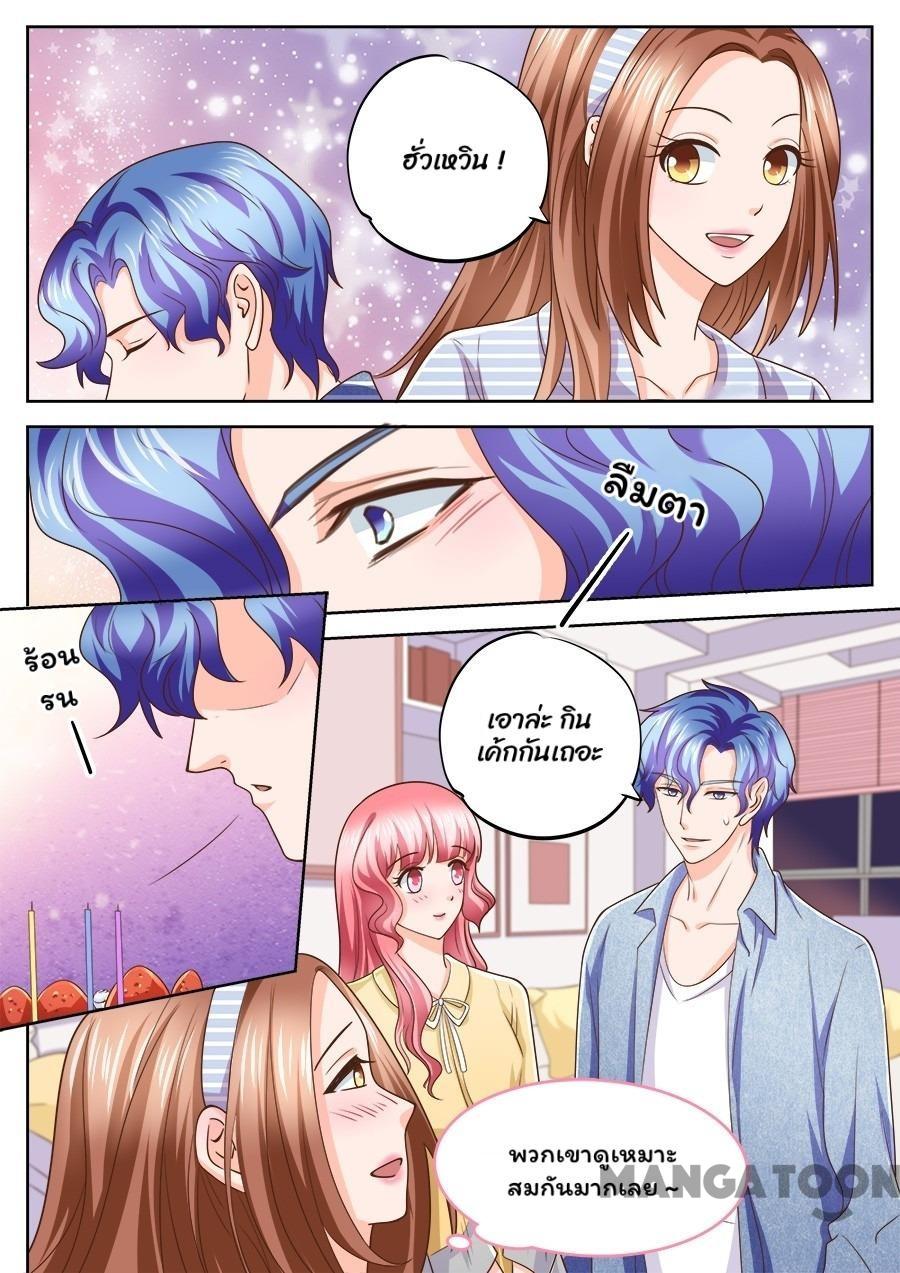 ฮั่วเหวิน !
ลืมตา
ร้อน
รน
เอาล่ะ กิน
เค้กกันเถอะ
พวกเขาดูเหมาะ
สมกันมากเลย ~
MANGATOON